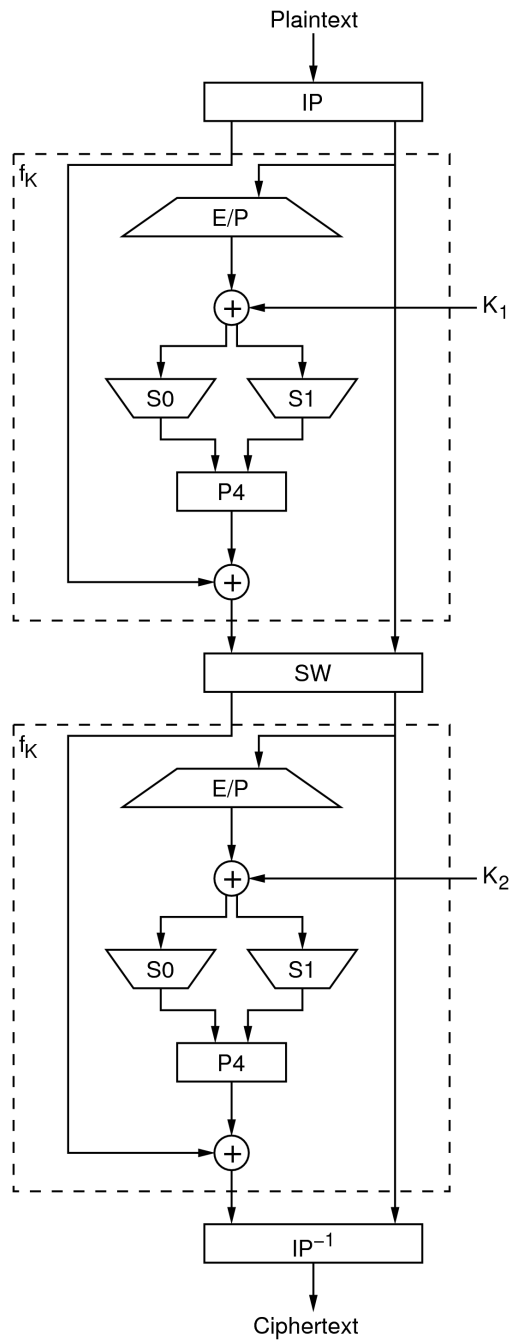 Plaintext
IP
fK
E/P
+
K1
S0 S1
P4
+
SW
fK
E/P
+
K2
S0 S1
P4
+
IP−1
Ciphertext